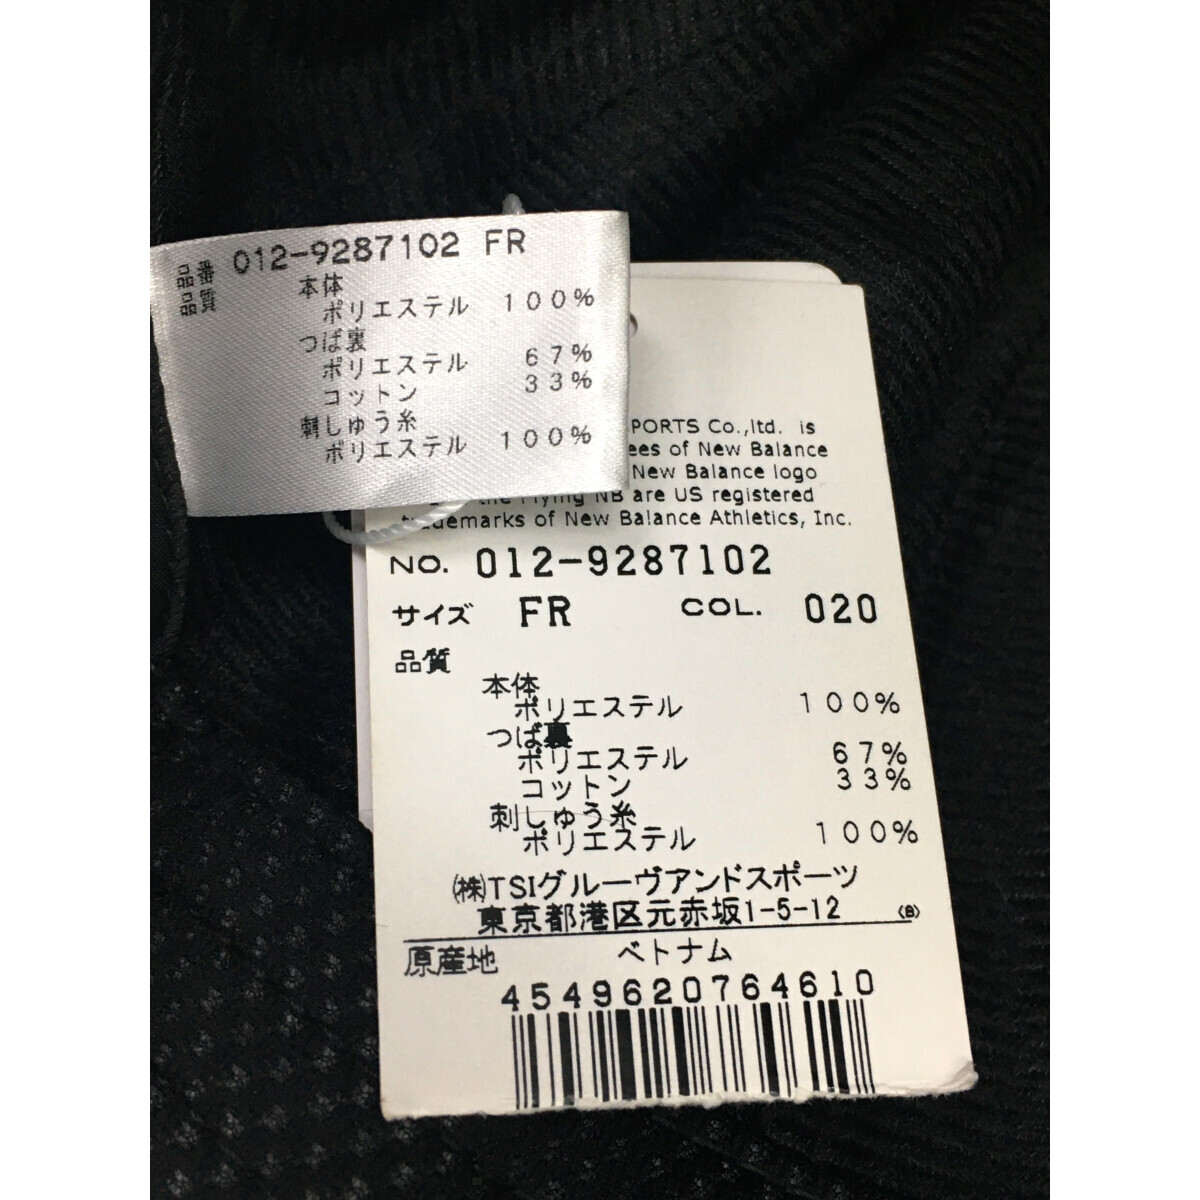 品番 012-9287102 FR
品質
本体
ポリエステル 100%
つば裏
ポリエステル 67%
コットン 33%
刺しゅう糸
ポリエステル 100%
PORTS Co.,ltd. is
ees of New Balance
New Balance logo
the Flying NB are US registered
trademarks of New Balance Athletics, Inc.
NO. 012-9287102
サイズ FR COL. 020
品質
本体
ポリエステル 100%
つば裏
ポリエステル 67%
コットン 33%
刺しゅう糸
ポリエステル 100%
㈱TSIグルーヴアンドスポーツ
東京都港区元赤坂1-5-12 (B)
原産地 ベトナム
4549620764610